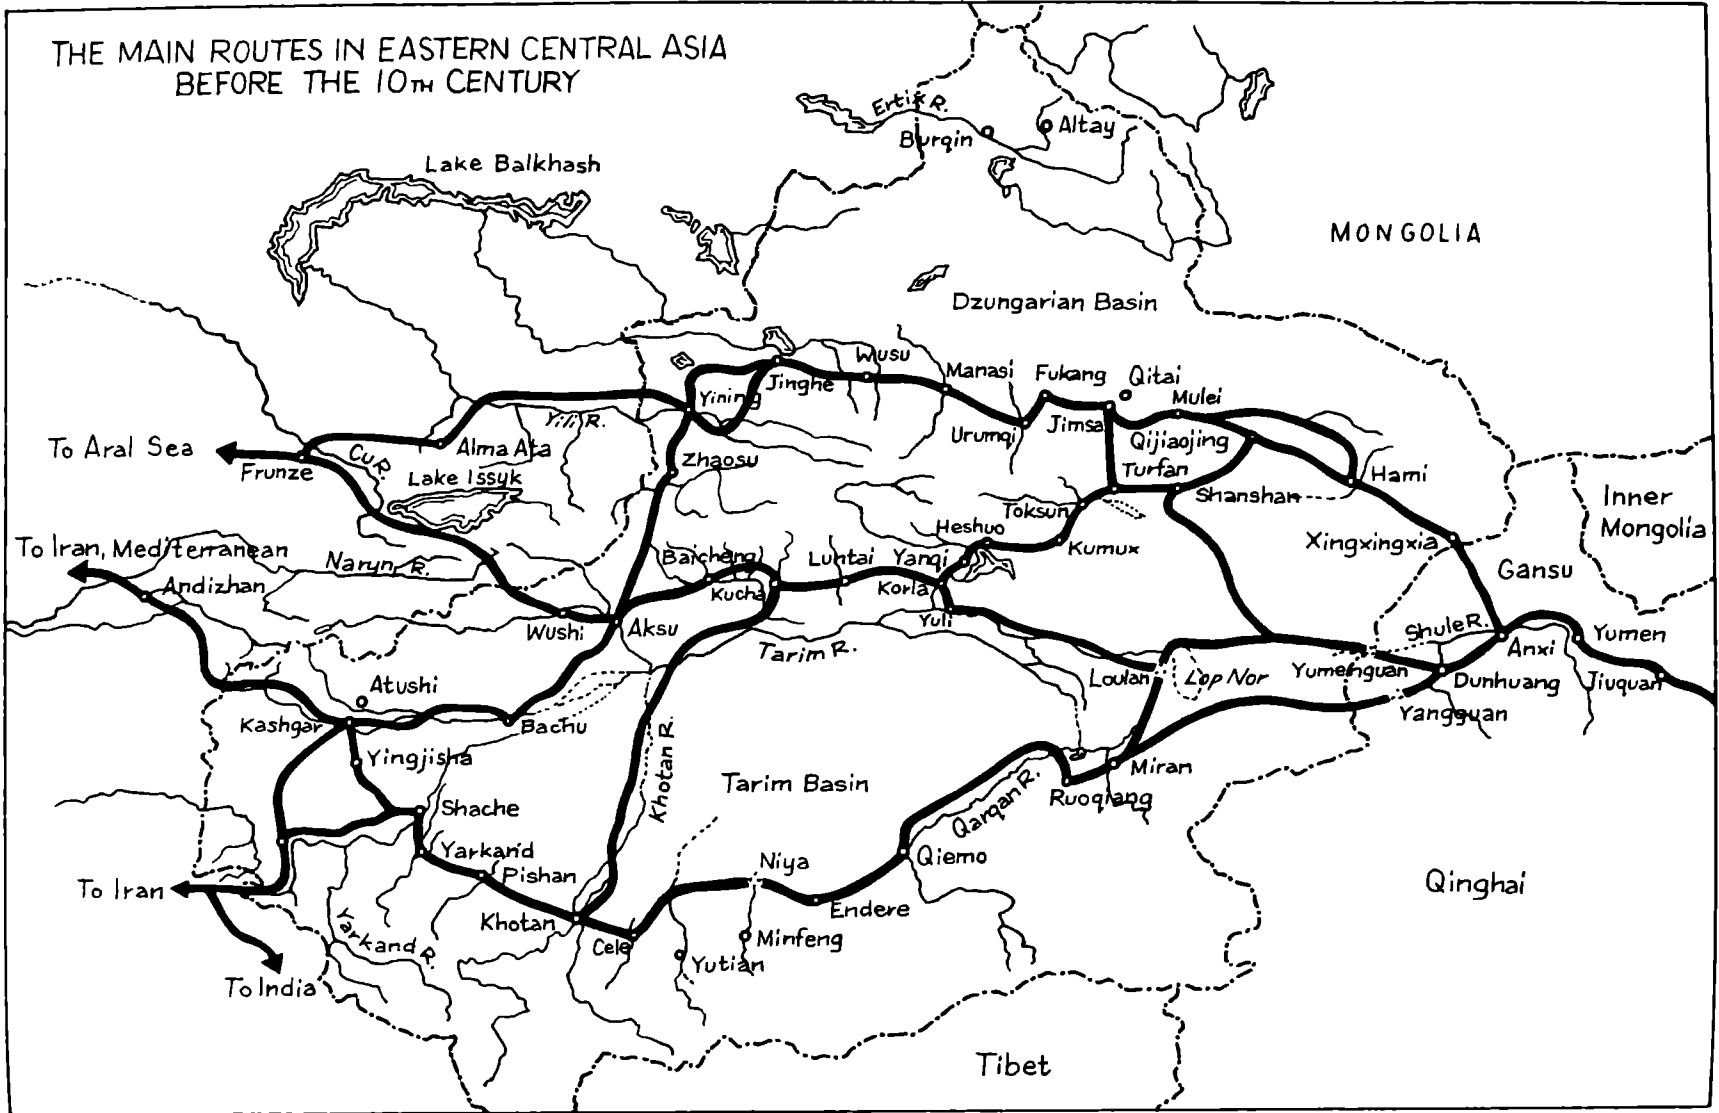 THE MAIN ROUTES IN EASTERN CENTRAL ASIA
BEFORE THE 10TH CENTURY
Ertix R.
Burqin
Altay
Lake Balkhash
MONGOLIA
Dzungarian Basin
Wusu
Jinghe
Manasi
Fukang
Qitai
Mulei
Yining
Yili R.
Urumqi
Jimsa
Qijiaojing
To Aral Sea
Frunze
Cu R.
Alma Ata
Lake Issyk
Zhaosu
Turfan
Shanshan
Hami
Inner
Mongolia
Toksun
Heshuo
Kumux
Xingxingxia
Gansu
To Iran, Mediterranean
Andizhan
Naryn R.
Baicheng
Kucha
Luntai
Yanqi
Korla
Yuli
Wushi
Aksu
Tarim R.
Loulan
Lop Nor
Yumenguan
Shule R.
Anxi
Yumen
Dunhuang
Jiuquan
Yangguan
Atushi
Kashgar
Bachu
Yingjisha
Khotan R.
Tarim Basin
Miran
Ruoqiang
Qarqan R.
Shache
Yarkand
Pishan
Niya
Qiemo
Qinghai
To Iran
Khotan
Cele
Endere
Minfeng
Yutian
Yarkand R.
To India
Tibet